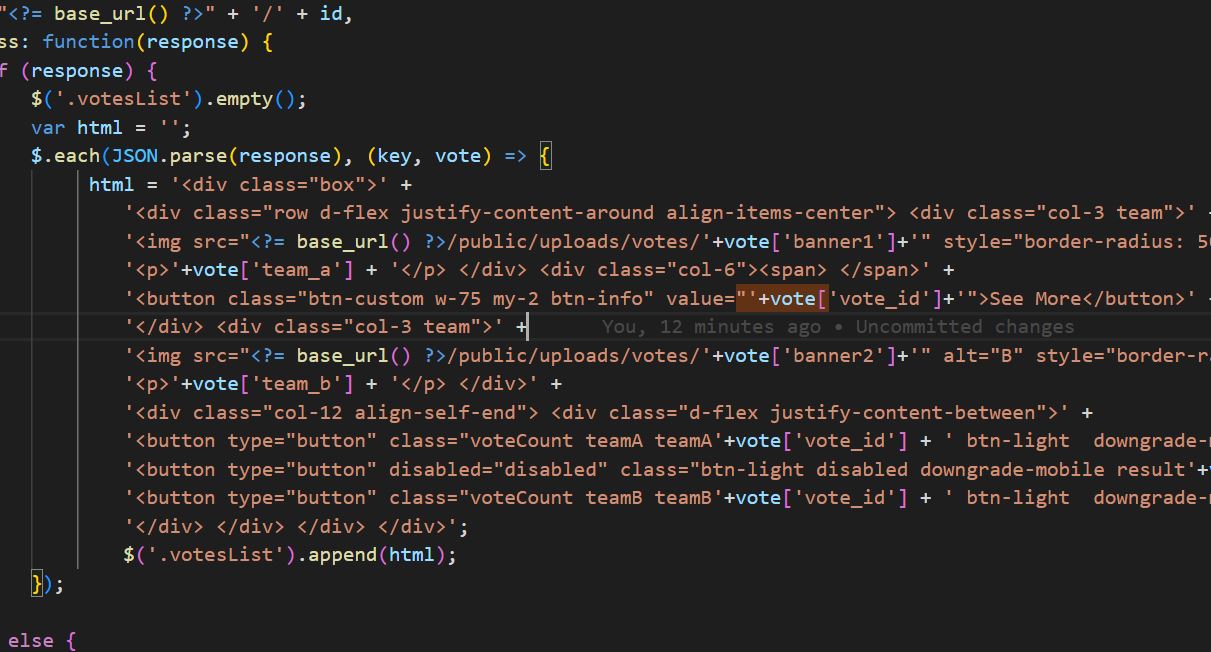 "<?= base_url() ?>" + '/' + id,
ss: function(response) {
f (response) {
$('.votesList').empty();
var html = '';
$.each(JSON.parse(response), (key, vote) => {
html = '<div class="box">' +
'<div class="row d-flex justify-content-around align-items-center"> <div class="col-3 team">' +
'<img src="<?= base_url() ?>/public/uploads/votes/'+vote['banner1']+'" style="border-radius: 50
'<p>'+vote['team_a'] + '</p> </div> <div class="col-6"><span> </span>' +
'<button class="btn-custom w-75 my-2 btn-info" value="'+vote['vote_id']+'">See More</button>' +
'</div> <div class="col-3 team">' + You, 12 minutes ago • Uncommitted changes
'<img src="<?= base_url() ?>/public/uploads/votes/'+vote['banner2']+'" alt="B" style="border-r
'<p>'+vote['team_b'] + '</p> </div>' +
'<div class="col-12 align-self-end"> <div class="d-flex justify-content-between">' +
'<button type="button" class="voteCount teamA teamA'+vote['vote_id'] + ' btn-light  downgrade-
'<button type="button" disabled="disabled" class="btn-light disabled downgrade-mobile result'+
'<button type="button" class="voteCount teamB teamB'+vote['vote_id'] + ' btn-light  downgrade-
'</div> </div> </div> </div>';
$('.votesList').append(html);
});
else {